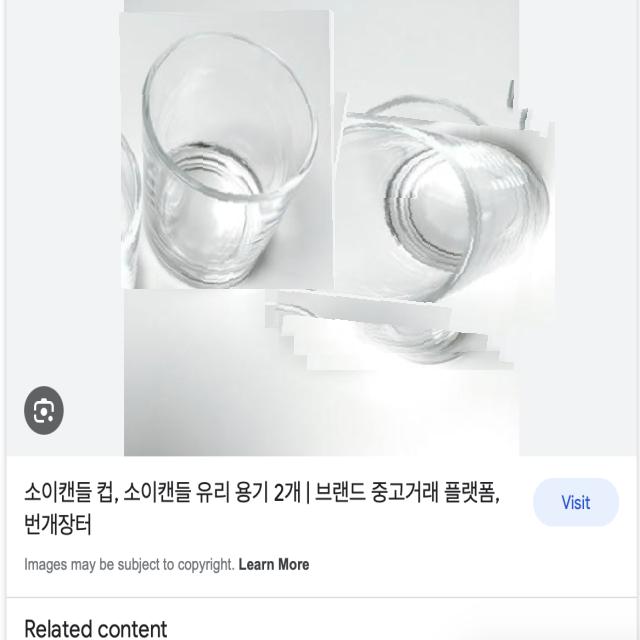 소이캔들 컵, 소이캔들 유리 용기 2개 | 브랜드 중고거래 플랫폼,
번개장터
Visit
Images may be subject to copyright. Learn More
Related content